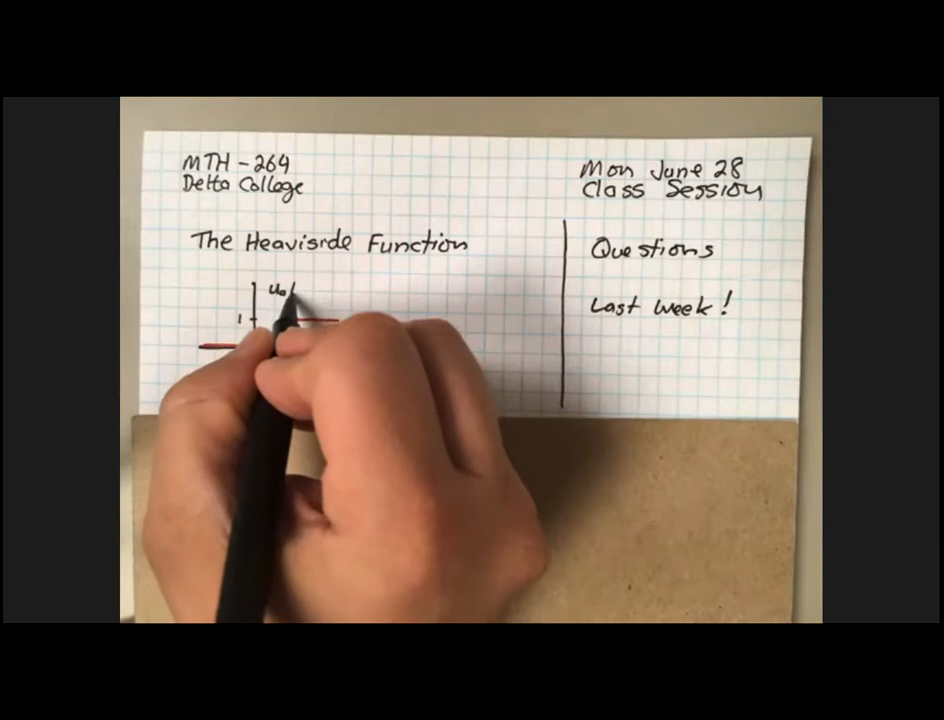 MTH - 264
Delta College
Mon June 28
Class Session
The Heaviside Function
Questions
Last Week!
u
1